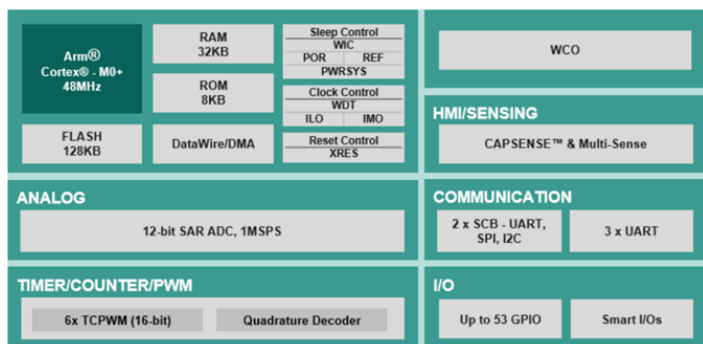 Arm®
Cortex® - M0+
48MHz
RAM
32KB
ROM
8KB
FLASH
128KB
DataWire/DMA
Sleep Control
WIC
POR
REF
PWRSYS
Clock Control
WDT
ILO
IMO
Reset Control
XRES
WCO
HMI/SENSING
CAPSENSE™ & Multi-Sense
ANALOG
12-bit SAR ADC, 1MSPS
COMMUNICATION
2 x SCB - UART,
SPI, I2C
3 x UART
TIMER/COUNTER/PWM
6x TCPWM (16-bit)
Quadrature Decoder
I/O
Up to 53 GPIO
Smart I/Os